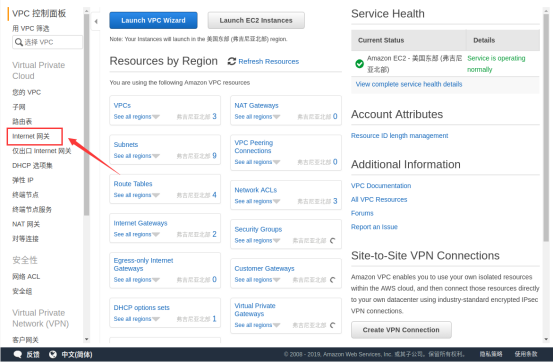 VPC 控制面板
用 VPC 筛选
选择 VPC
Virtual Private
Cloud
您的 VPC
子网
路由表
Internet 网关
仅出口 Internet 网关
DHCP 选项集
弹性 IP
终端节点
终端节点服务
NAT 网关
对等连接
安全性
网络 ACL
安全组
Virtual Private
Network (VPN)
客户网关
Launch VPC Wizard
Launch EC2 Instances
Note: Your Instances will launch in the 美国东部 (弗吉尼亚北部) region.
Resources by Region
Refresh Resources
You are using the following Amazon VPC resources
VPCs
See all regions 弗吉尼亚北部 3
NAT Gateways
See all regions 弗吉尼亚北部 0
Subnets
See all regions 弗吉尼亚北部 9
VPC Peering
Connections
See all regions 弗吉尼亚北部 0
Route Tables
See all regions 弗吉尼亚北部 4
Network ACLs
See all regions 弗吉尼亚北部 3
Internet Gateways
See all regions 弗吉尼亚北部 2
Security Groups
See all regions 弗吉尼亚北部
Egress-only Internet
Gateways
See all regions 弗吉尼亚北部 0
Customer Gateways
See all regions 弗吉尼亚北部
DHCP options sets
See all regions 弗吉尼亚北部 1
Virtual Private
Gateways
See all regions 弗吉尼亚北部
Service Health
Current Status Details
Amazon EC2 - 美国东部 (弗吉尼
亚北部)
Service is operating
normally
View complete service health details
Account Attributes
Resource ID length management
Additional Information
VPC Documentation
All VPC Resources
Forums
Report an Issue
Site-to-Site VPN Connections
Amazon VPC enables you to use your own isolated resources
within the AWS cloud, and then connect those resources directly
to your own datacenter using industry-standard encrypted IPsec
VPN connections.
Create VPN Connection
反馈 中文(简体)
© 2008 - 2019, Amazon Web Services, Inc. 或其子公司。保留所有权利。 隐私策略 使用条款